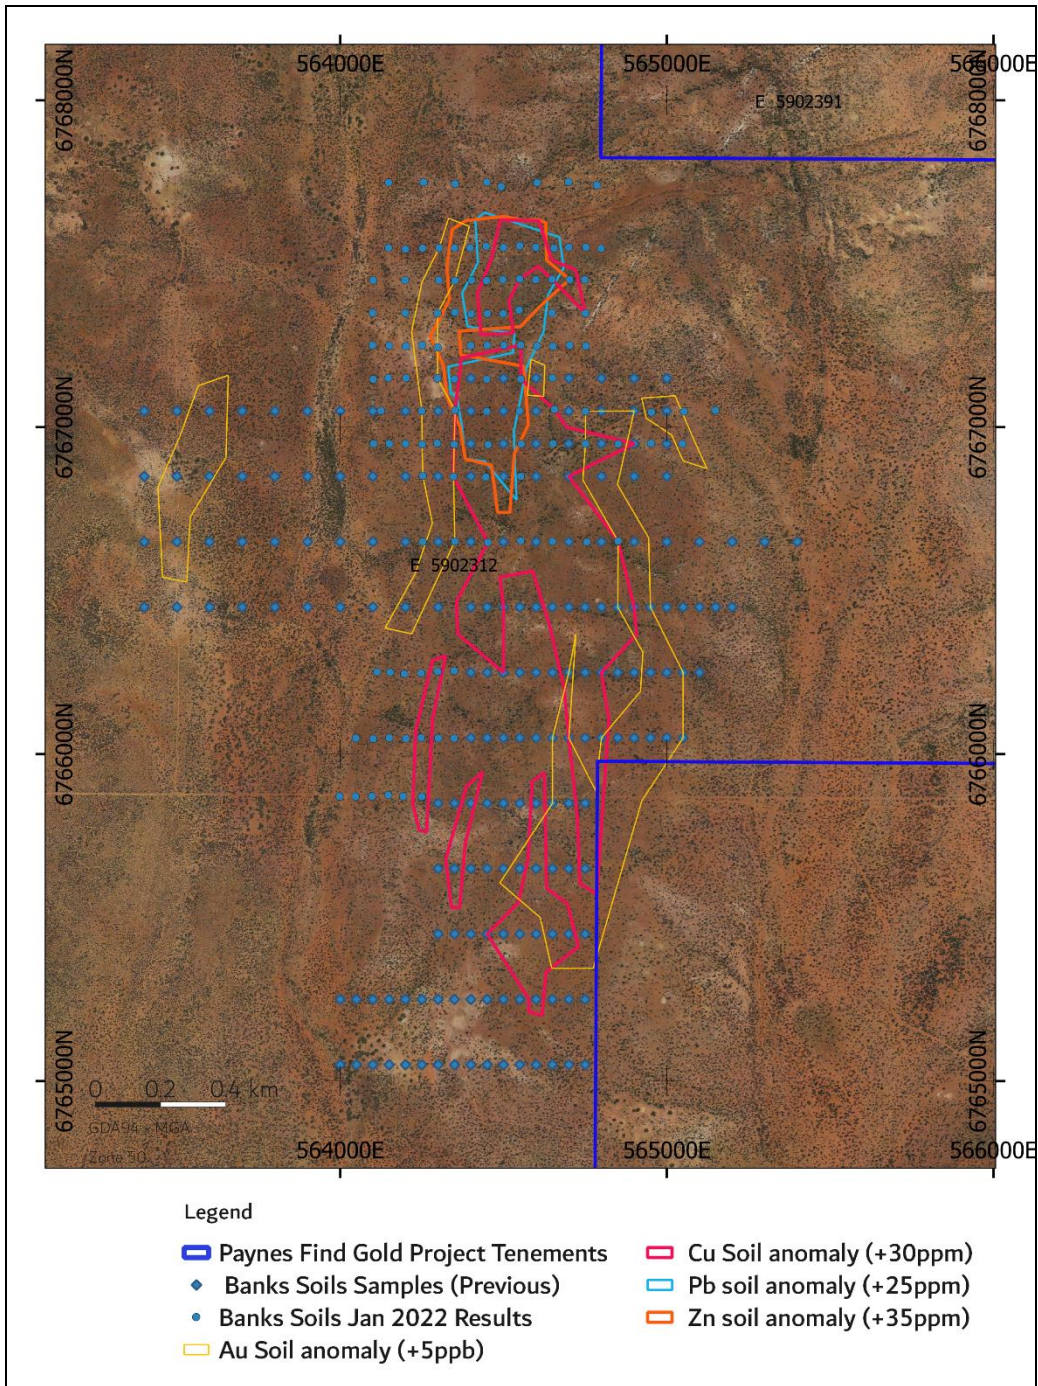 564000E 565000E 566000E
6768000N 6768000N
E 5902391
6767000N 6767000N
E 5902312
6766000N 6766000N
6765000N 6765000N
0 0.2 0.4 km
GDA94 - MGA
Zone 50
564000E 565000E 566000E
Legend
Paynes Find Gold Project Tenements
Banks Soils Samples (Previous)
Banks Soils Jan 2022 Results
Au Soil anomaly (+5ppb)
Cu Soil anomaly (+30ppm)
Pb soil anomaly (+25ppm)
Zn soil anomaly (+35ppm)